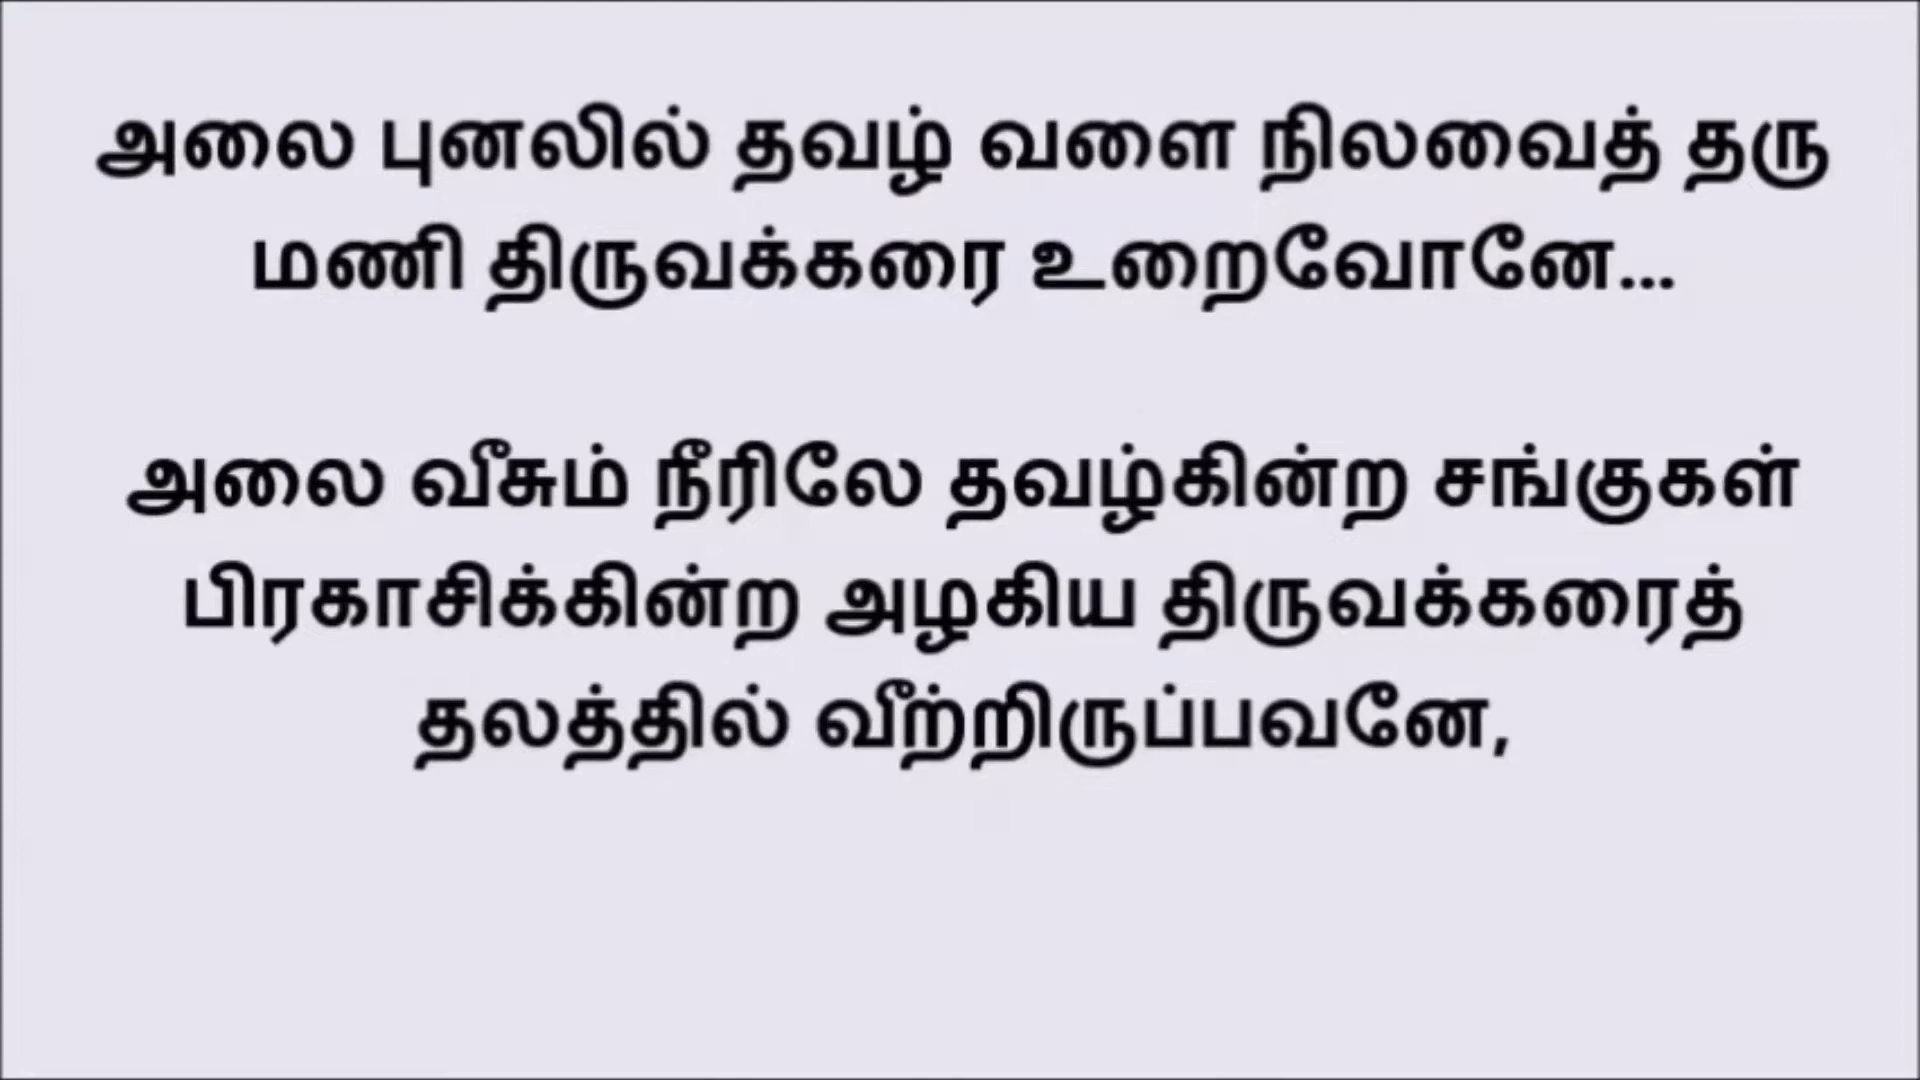 அலை புனலில் தவழ் வளை நிலவைத் தரு
மணி திருவக்கரை உறைவோனே...
அலை வீசும் நீரிலே தவழ்கின்ற சங்குகள்
பிரகாசிக்கின்ற அழகிய திருவக்கரைத்
தலத்தில் வீற்றிருப்பவனே,